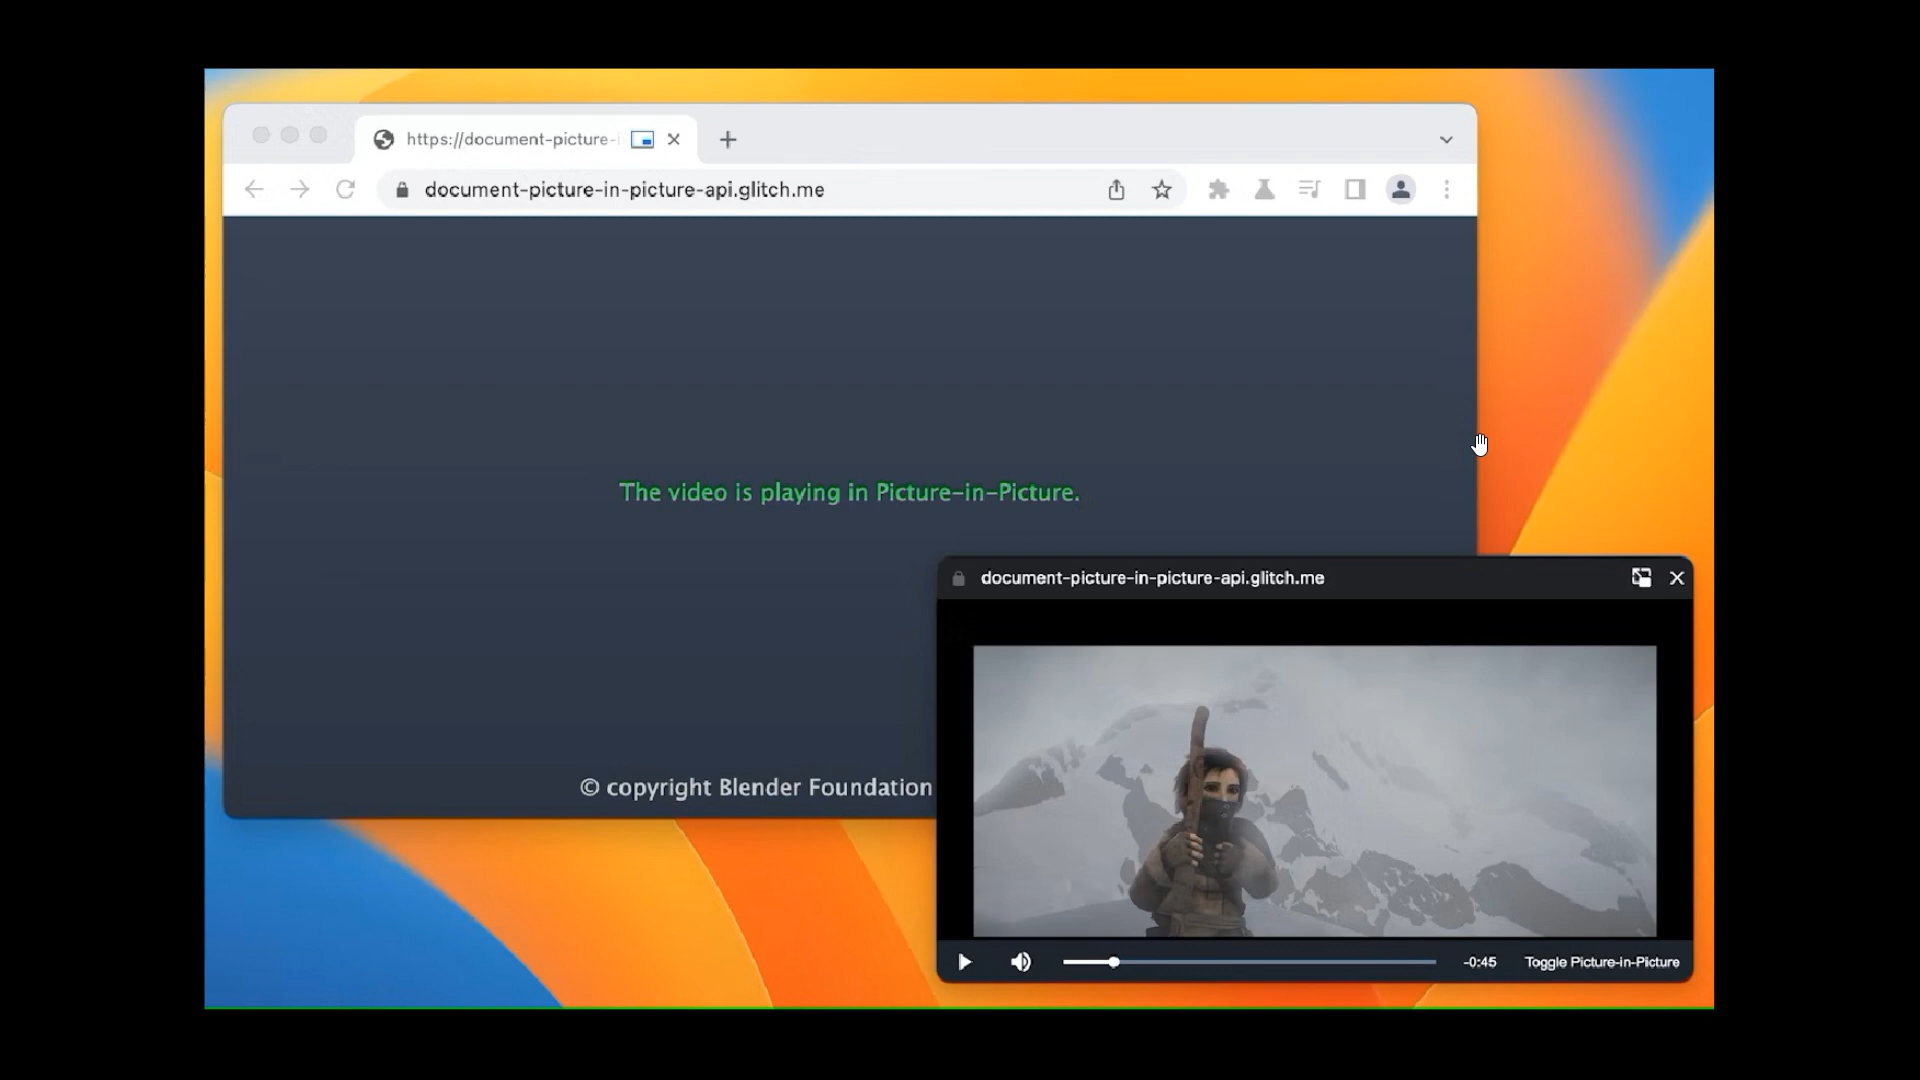 https://document-picture-i
document-picture-in-picture-api.glitch.me
The video is playing in Picture-in-Picture.
© copyright Blender Foundation
document-picture-in-picture-api.glitch.me
-0:45 Toggle Picture-in-Picture